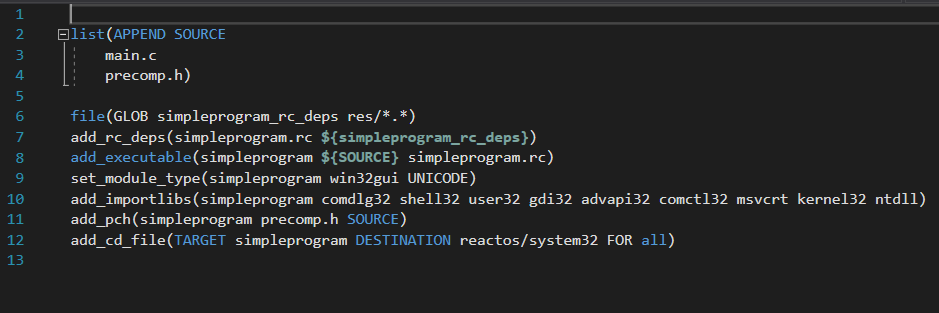 1
2 list(APPEND SOURCE
3 main.c
4 precomp.h)
5
6 file(GLOB simpleprogram_rc_deps res/*.*)
7 add_rc_deps(simpleprogram.rc ${simpleprogram_rc_deps})
8 add_executable(simpleprogram ${SOURCE} simpleprogram.rc)
9 set_module_type(simpleprogram win32gui UNICODE)
10 add_importlibs(simpleprogram comdlg32 shell32 user32 gdi32 advapi32 comctl32 msvcrt kernel32 ntdll)
11 add_pch(simpleprogram precomp.h SOURCE)
12 add_cd_file(TARGET simpleprogram DESTINATION reactos/system32 FOR all)
13